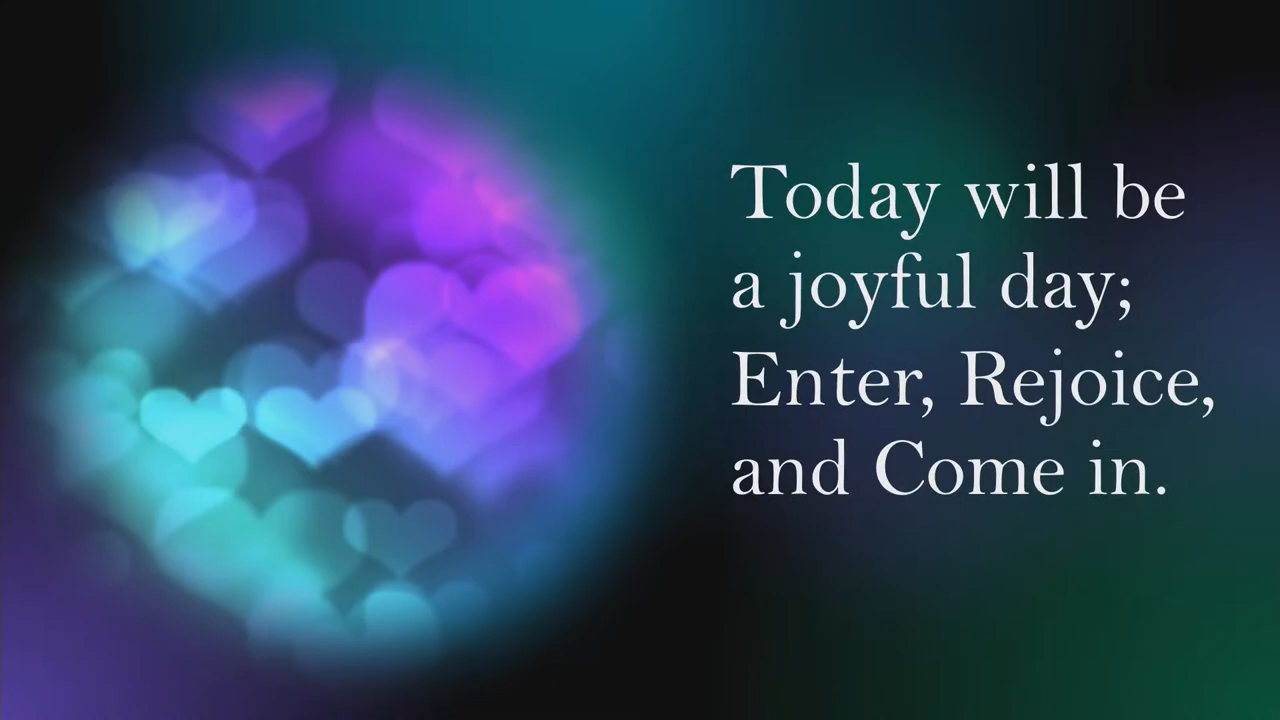 Today will be
a joyful day;
Enter, Rejoice,
and Come in.